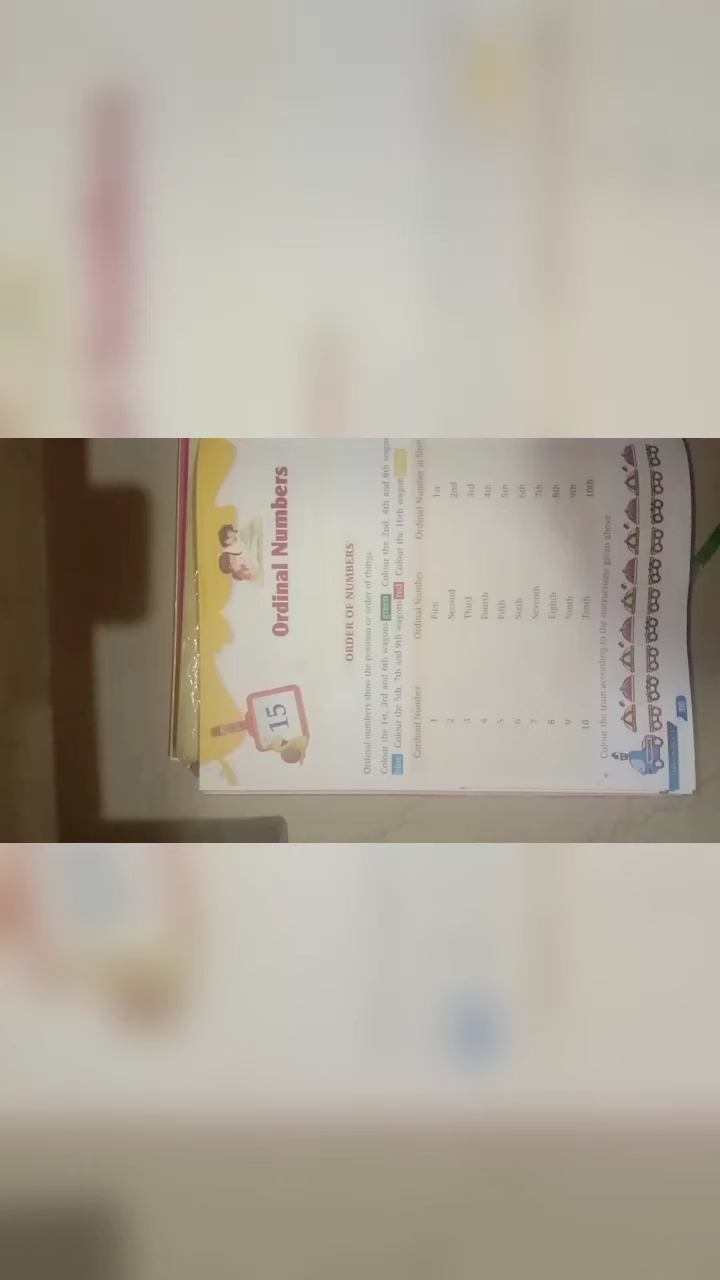 15
Ordinal Numbers
ORDER OF NUMBERS
Ordinal numbers show the position or order of things
Colour the 1st, 3rd and 6th wagons green Colour the 2nd, 4th and 8th
blue Colour the 5th, 7th and 9th wagons red Colour the 10th wagon
Cardinal Number Ordinal Number Ordinal Number in
1 First 1st
2 Second 2nd
3 Third 3rd
4 Fourth 4th
5 Fifth 5th
6 Sixth 6th
7 Seventh 7th
8 Eighth 8th
9 Ninth 9th
10 Tenth 10th
Colour the train according to the instructions given above